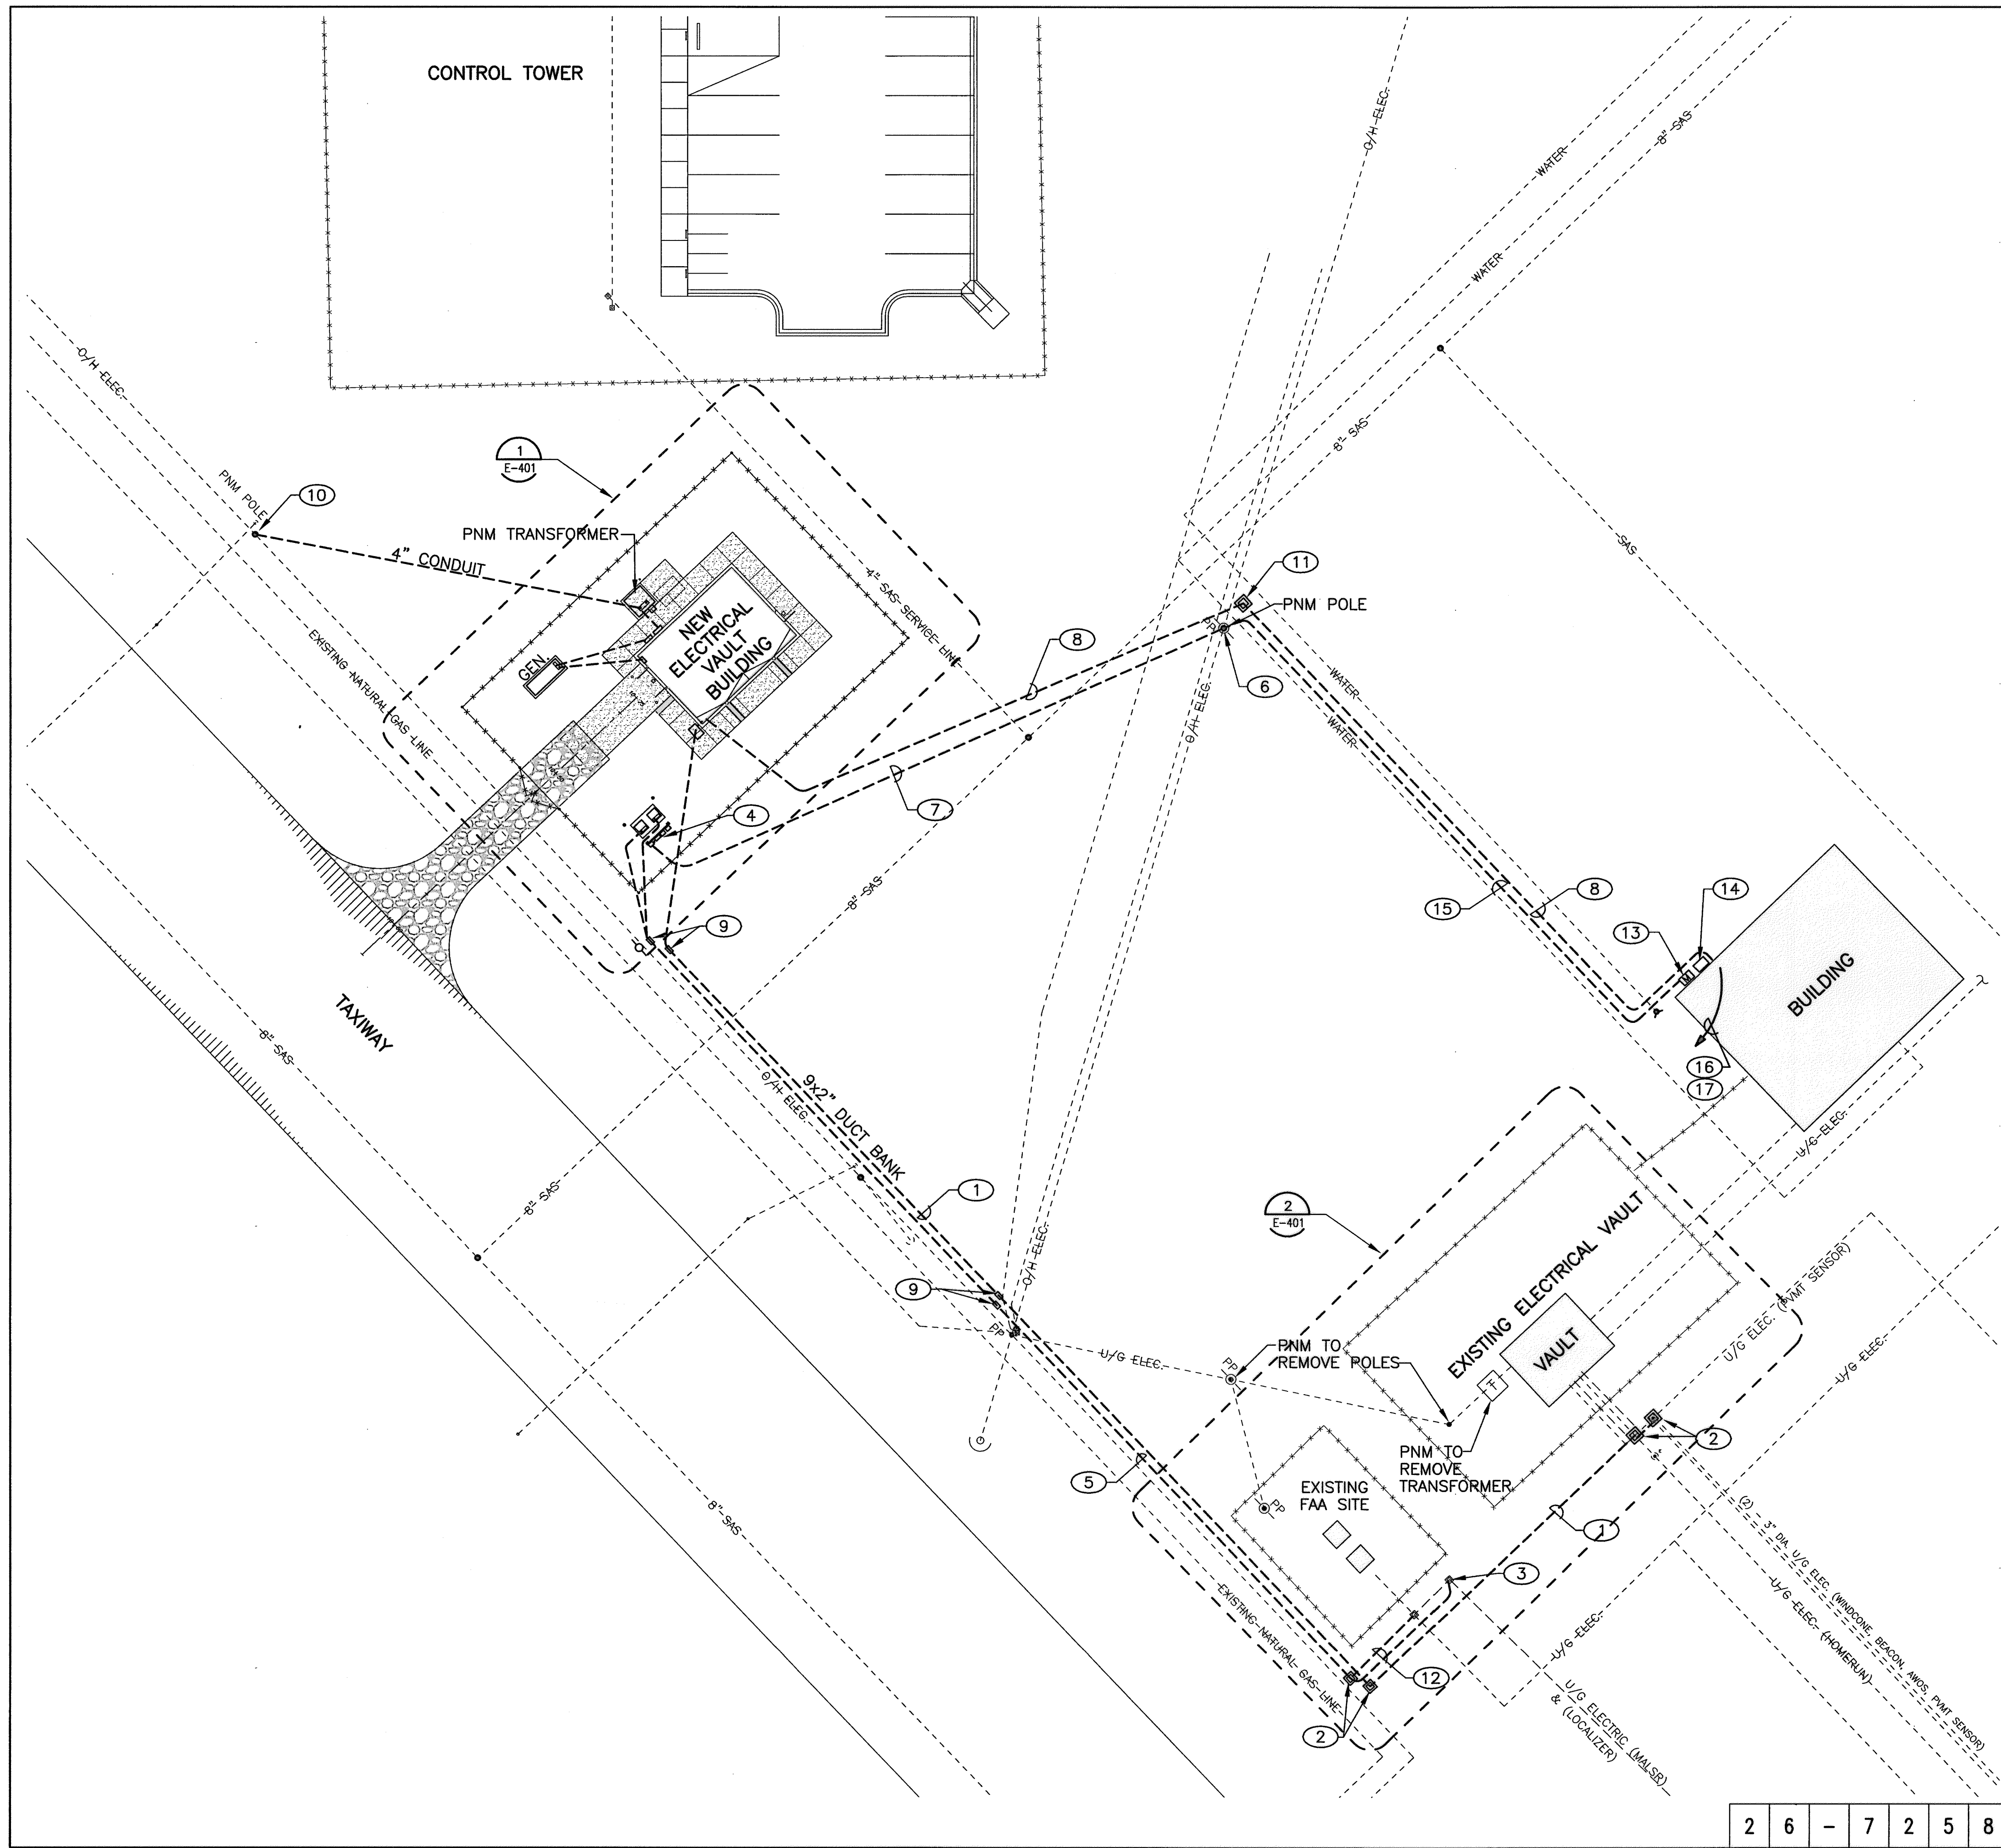 CONTROL TOWER
O/H ELEC.
WATER
8" SAS
WATER
8" SAS
O/H ELEC.
1
E-401
PNM POLE
10
PNM TRANSFORMER
4" CONDUIT
SAS
NEW
ELECTRICAL
VAULT
BUILDING
4" SAS SERVICE LINE
11
PNM POLE
PP
8
6
GEN.
EXISTING NATURAL GAS LINE
WATER
WATER
O/H ELEC.
7
4
8" SAS
15
8
14
13
9
BUILDING
TAXIWAY
8" SAS
16
17
O/H ELEC.
9x2" DUCT BANK
1
U/G ELEC.
8" SAS
2
E-401
EXISTING ELECTRICAL VAULT
O/H ELEC.
9
PP
U/G ELEC. (PVMT SENSOR)
U/G ELEC.
VAULT
U/G ELEC.
PP
PNM TO
REMOVE POLES
T
2
PNM TO
REMOVE
TRANSFORMER
5
EXISTING
FAA SITE
PP
8" SAS
1
(2) 3" DIA. U/G ELEC. (WINDCONE, BEACON, AWOS, PVMT SENSOR)
3
U/G ELEC. (HOMERUN)
EXISTING NATURAL GAS LINE
U/G ELEC.
12
2
U/G ELECTRIC (MALSR)
& (LOCALIZER)
2 6 - 7 2 5 8